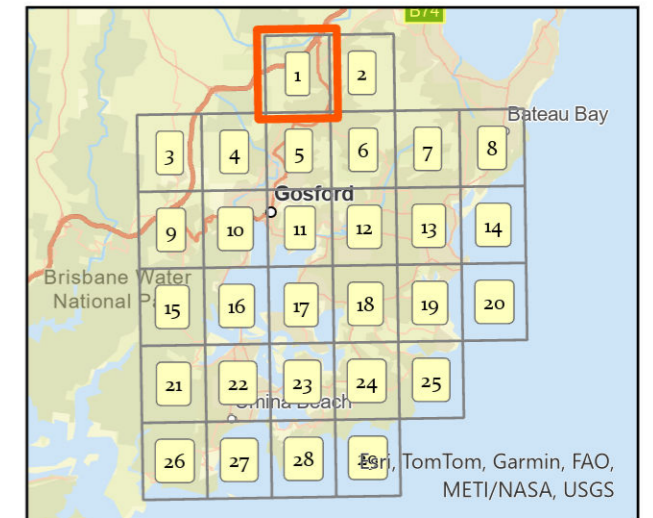 B74
1 2
Bateau Bay
3 4 5 6 7 8
Gosford
9 10 11 12 13 14
Brisbane Water
National P
15 16 17 18 19 20
21 22 23 24 25
Umina Beach
26 27 28 29
Esri, TomTom, Garmin, FAO,
METI/NASA, USGS